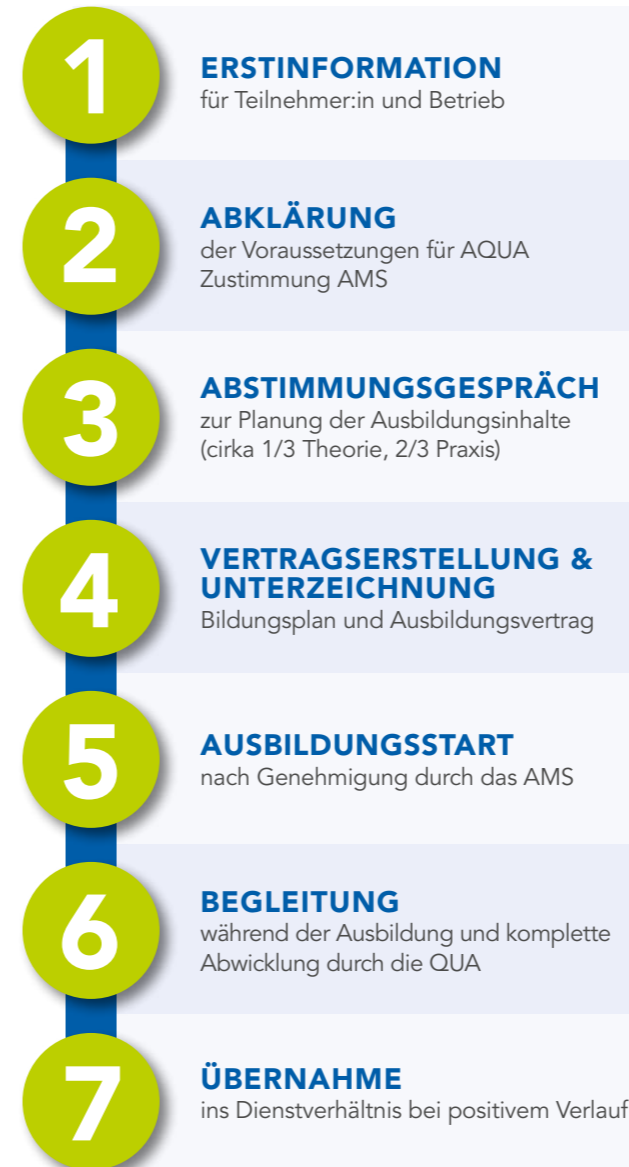 1
ERSTINFORMATION
für Teilnehmer:in und Betrieb
2
ABKLÄRUNG
der Voraussetzungen für AQUA
Zustimmung AMS
3
ABSTIMMUNGSGESPRÄCH
zur Planung der Ausbildungsinhalte
(cirka 1/3 Theorie, 2/3 Praxis)
4
VERTRAGSERSTELLUNG &
UNTERZEICHNUNG
Bildungsplan und Ausbildungsvertrag
5
AUSBILDUNGSSTART
nach Genehmigung durch das AMS
6
BEGLEITUNG
während der Ausbildung und komplette
Abwicklung durch die QUA
7
ÜBERNAHME
ins Dienstverhältnis bei positivem Verlauf